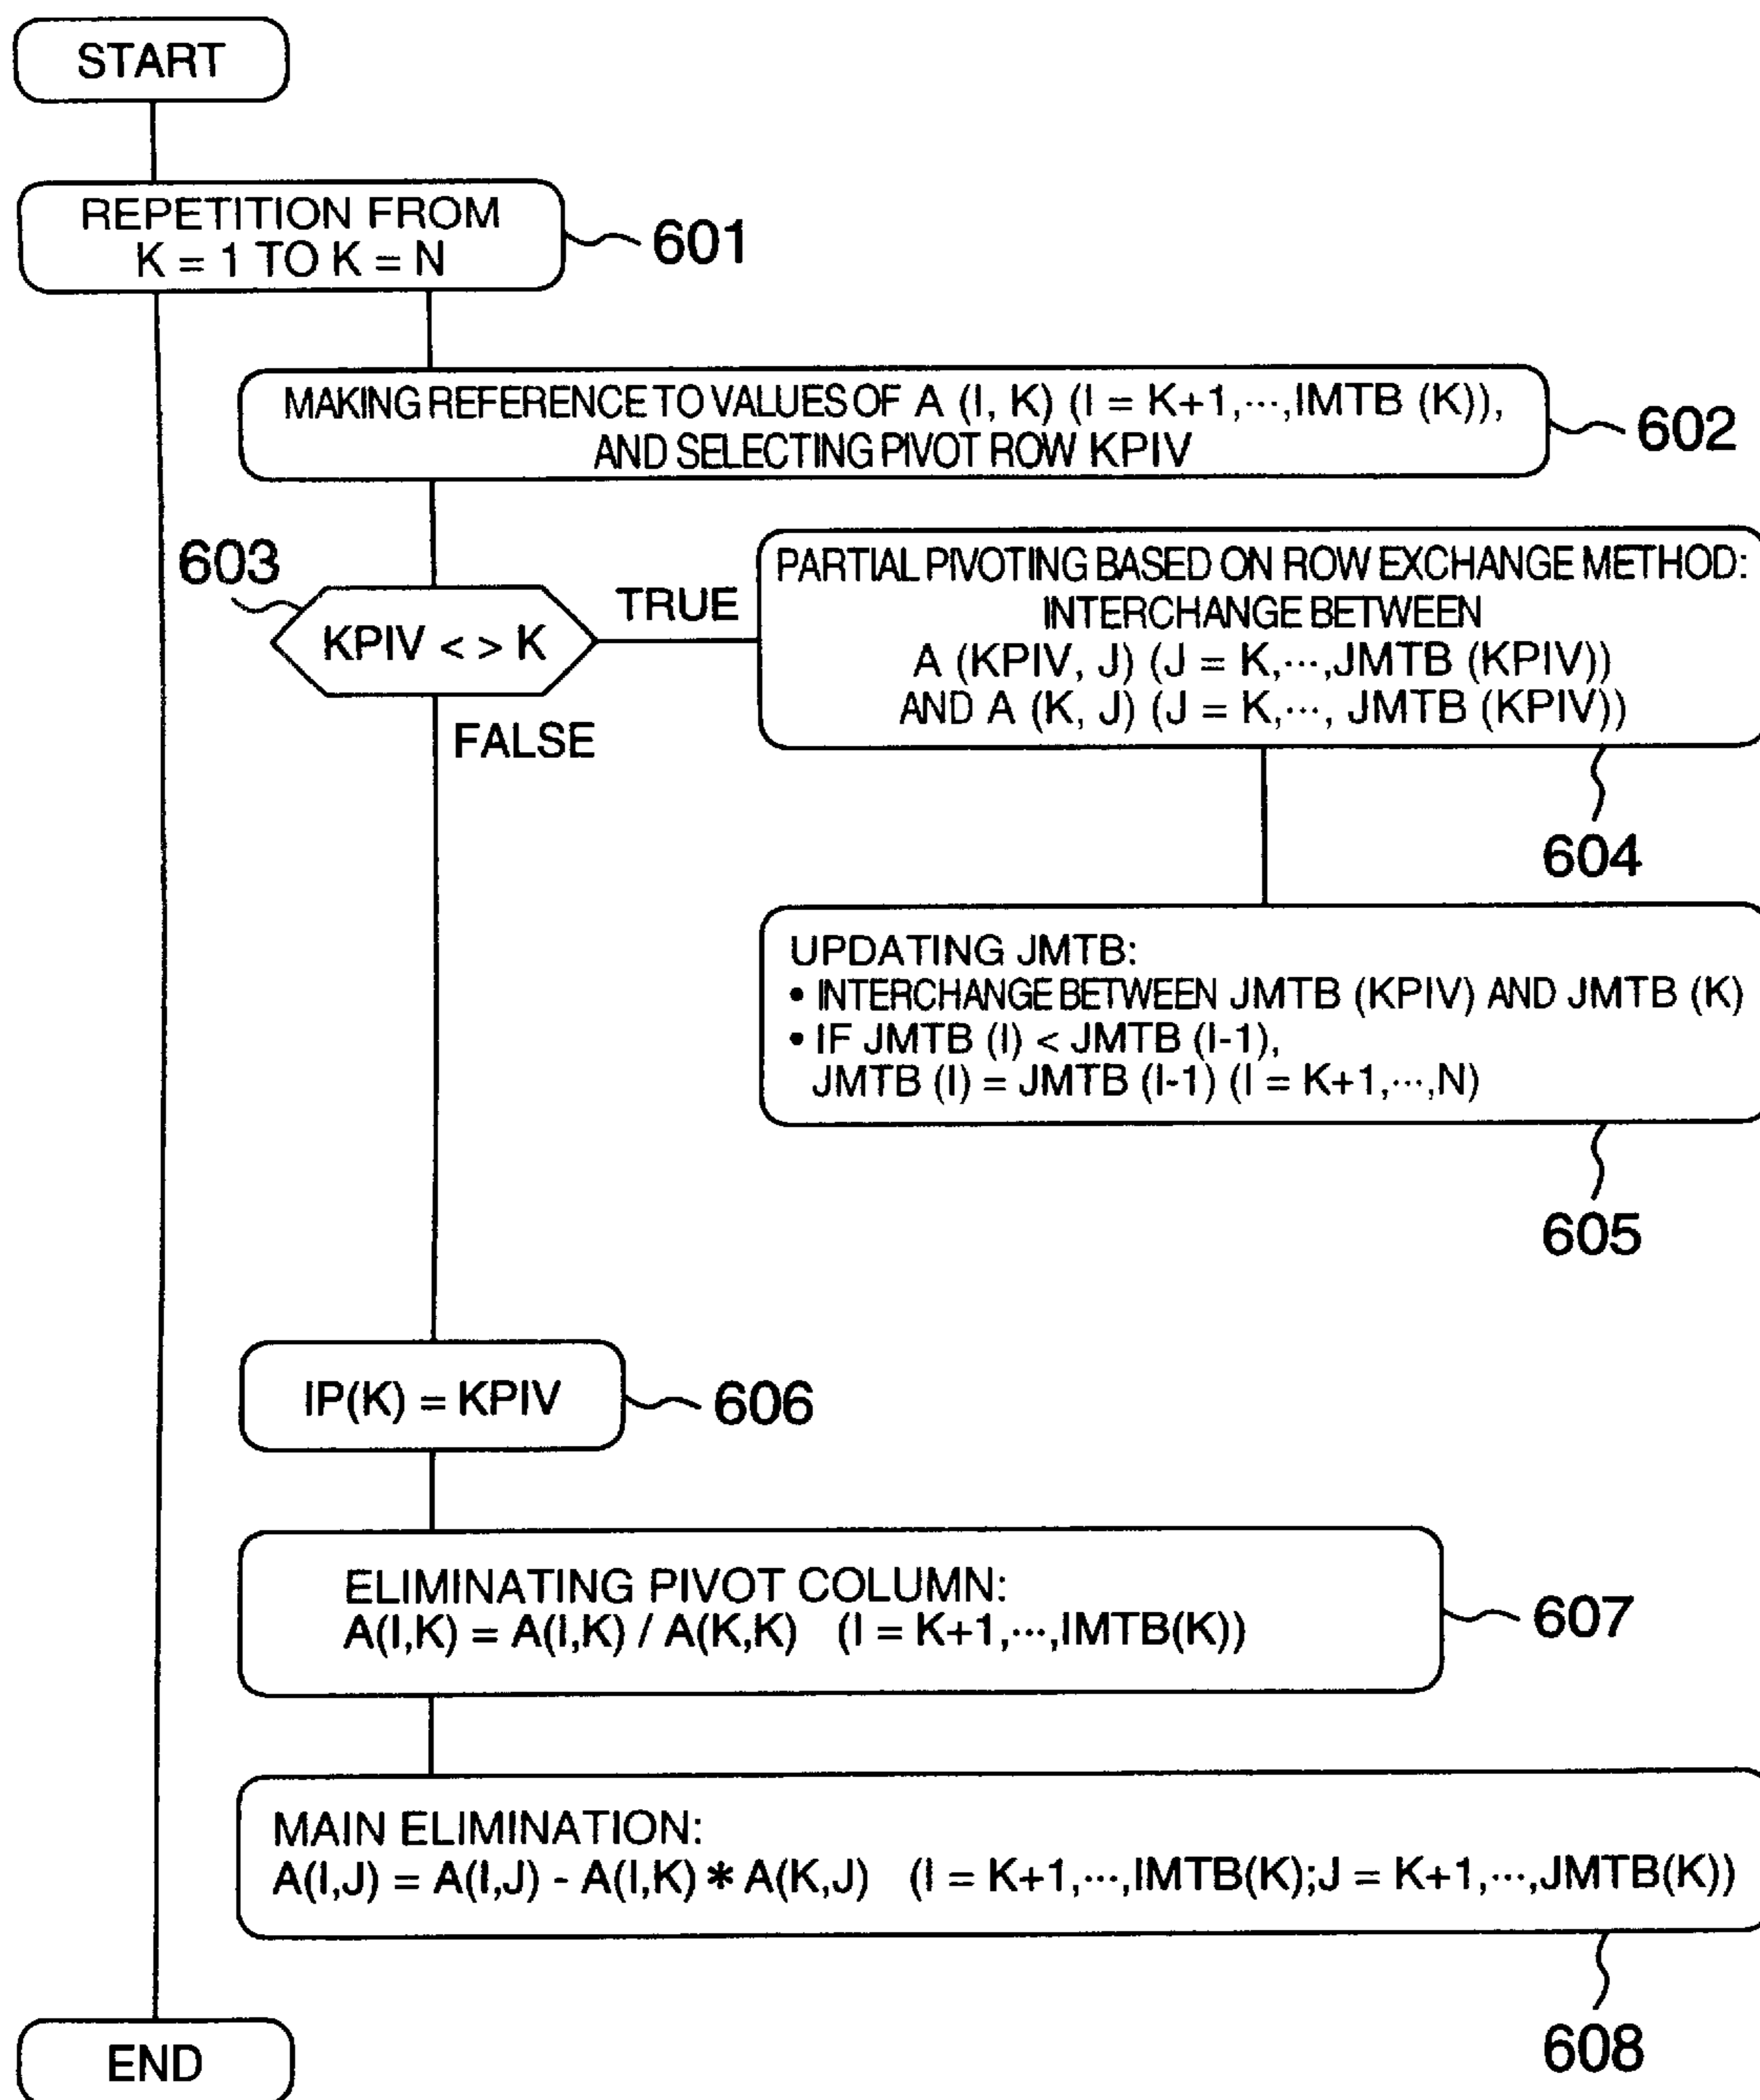 START
REPETITION FROM
K = 1 TO K = N
601
MAKING REFERENCE TO VALUES OF A (I, K) (I = K+1,···,IMTB (K)),
AND SELECTING PIVOT ROW KPIV
602
603
KPIV < > K
TRUE
FALSE
PARTIAL PIVOTING BASED ON ROW EXCHANGE METHOD:
INTERCHANGE BETWEEN
A (KPIV, J) (J = K,···,JMTB (KPIV))
AND A (K, J) (J = K,···, JMTB (KPIV))
604
UPDATING JMTB:
• INTERCHANGE BETWEEN JMTB (KPIV) AND JMTB (K)
• IF JMTB (I) < JMTB (I-1),
JMTB (I) = JMTB (I-1) (I = K+1,···,N)
605
IP(K) = KPIV
606
ELIMINATING PIVOT COLUMN:
A(I,K) = A(I,K) / A(K,K) (I = K+1,···,IMTB(K))
607
MAIN ELIMINATION:
A(I,J) = A(I,J) - A(I,K) * A(K,J) (I = K+1,···,IMTB(K);J = K+1,···,JMTB(K))
608
END